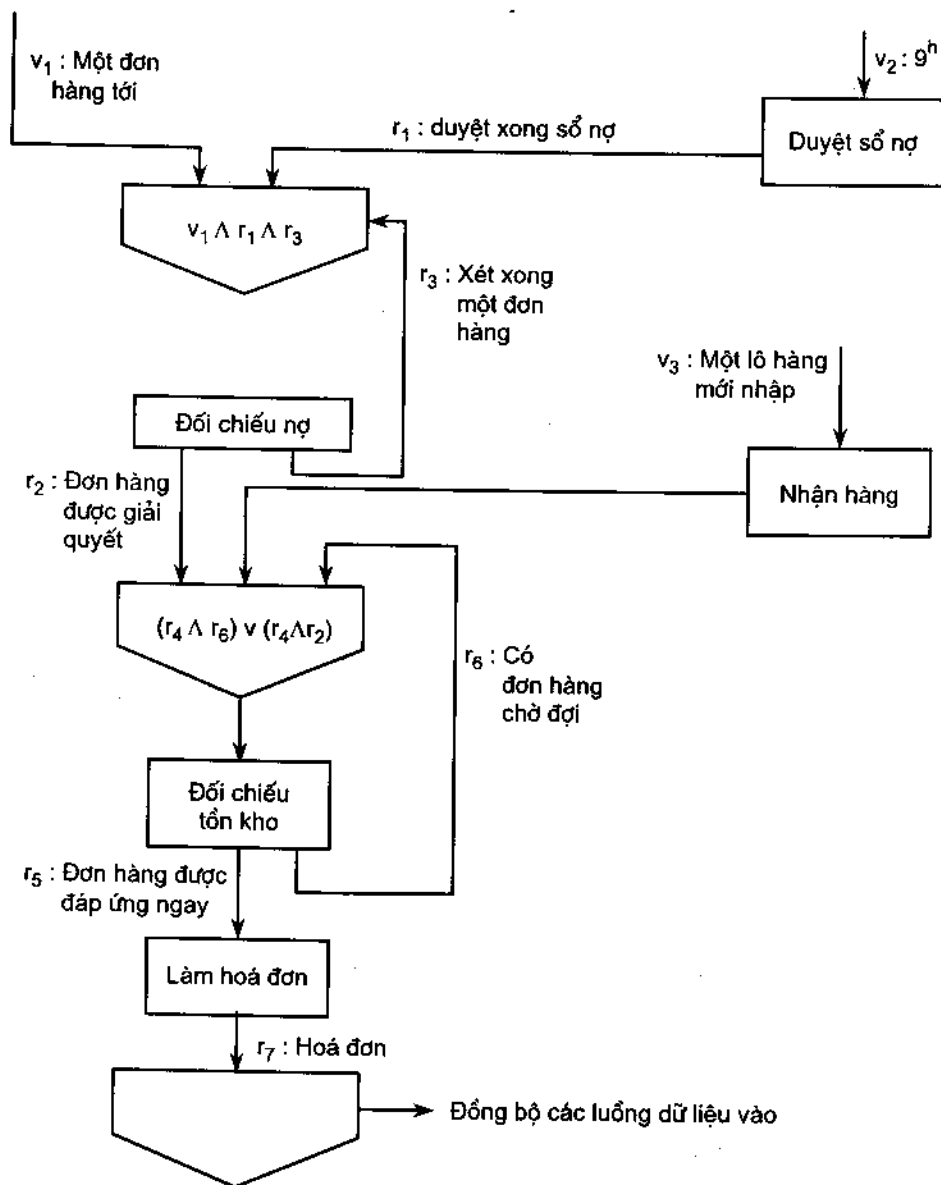 v₁ : Một đơn
hàng tới
v₂ : 9ʰ
r₁ : duyệt xong sổ nợ
Duyệt sổ nợ
v₁ Λ r₁ Λ r₃
r₃ : Xét xong
một đơn
hàng
v₃ : Một lô hàng
mới nhập
Đối chiếu nợ
r₂ : Đơn hàng
được giải
quyết
Nhận hàng
(r₄ Λ r₆) v (r₄Λr₂)
r₆ : Có
đơn hàng
chờ đợi
Đối chiếu
tồn kho
r₅ : Đơn hàng được
đáp ứng ngay
Làm hoá đơn
r₇ : Hoá đơn
Đồng bộ các luồng dữ liệu vào